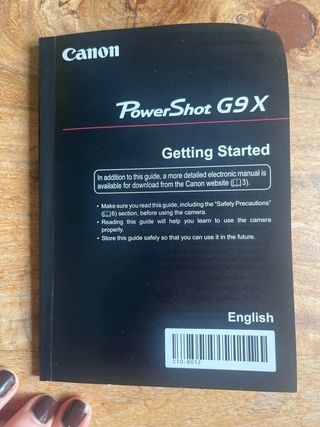 Canon
PowerShot G9 X
Getting Started
In addition to this guide, a more detailed electronic manual is
available for download from the Canon website (📖3).
• Make sure you read this guide, including the “Safety Precautions”
(📖6) section, before using the camera.
• Reading this guide will help you learn to use the camera
properly.
• Store this guide safely so that you can use it in the future.
English
CT0-8012